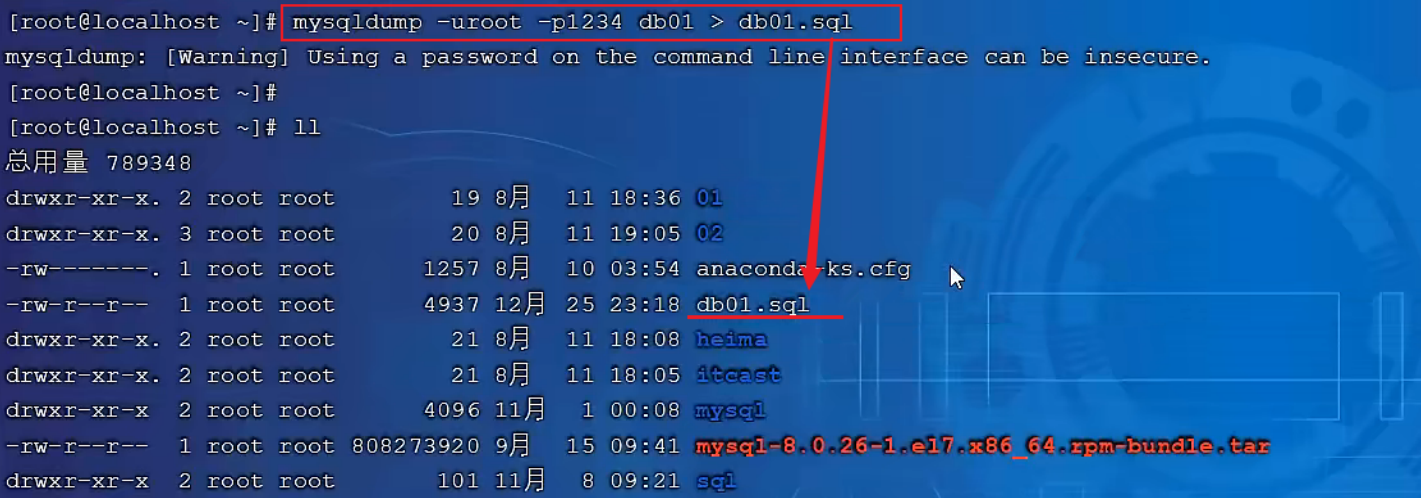 [root@localhost ~]# mysqldump -uroot -p1234 db01 > db01.sql
mysqldump: [Warning] Using a password on the command line interface can be insecure.
[root@localhost ~]#
[root@localhost ~]# ll
总用量 789348
drwxr-xr-x. 2 root root        19 8月   11 18:36 01
drwxr-xr-x. 3 root root        20 8月   11 19:05 02
-rw-------. 1 root root      1257 8月   10 03:54 anaconda-ks.cfg
-rw-r--r--  1 root root      4937 12月  25 23:18 db01.sql
drwxr-xr-x. 2 root root        21 8月   11 18:08 heima
drwxr-xr-x. 2 root root        21 8月   11 18:05 itcast
drwxr-xr-x  2 root root      4096 11月   1 00:08 mysql
-rw-r--r--  1 root root 808273920 9月   15 09:41 mysql-8.0.26-1.el7.x86_64.rpm-bundle.tar
drwxr-xr-x  2 root root       101 11月   8 09:21 sql